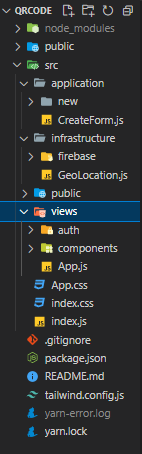 QRCODE
node_modules
public
src
application
new
CreateForm.js
infrastructure
firebase
GeoLocation.js
public
views
auth
components
App.js
App.css
index.css
index.js
.gitignore
package.json
README.md
tailwind.config.js
yarn-error.log
yarn.lock